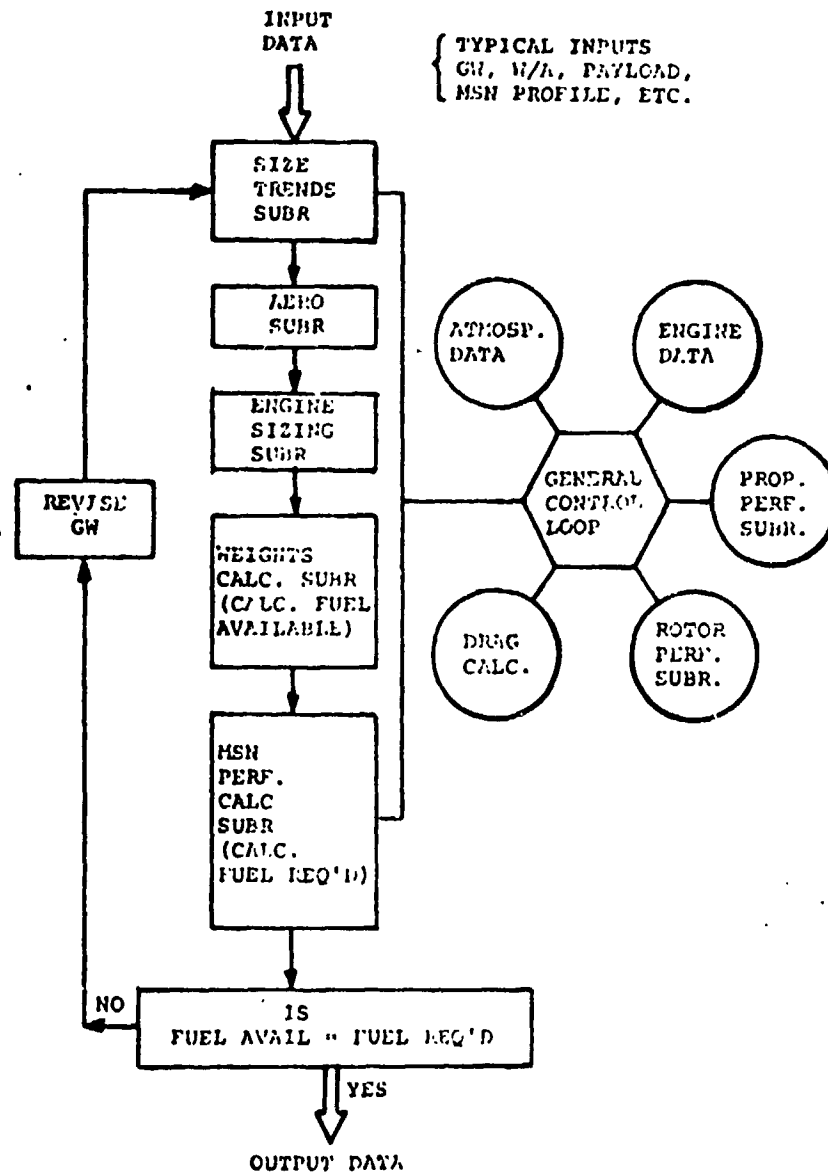 INPUT
DATA
TYPICAL INPUTS
GW, W/A, PAYLOAD,
MSN PROFILE, ETC.
SIZE
TRENDS
SUBR
AERO
SUBR
ENGINE
SIZING
SUBR
WEIGHTS
CALC. SUBR
(CALC. FUEL
AVAILABLE)
MSN
PERF.
CALC
SUBR
(CALC.
FUEL REQ'D)
REVISE
GW
ATMOSP.
DATA
ENGINE
DATA
GENERAL
CONTROL
LOOP
PROP.
PERF.
SUBR.
DRAG
CALC.
ROTOR
PERF.
SUBR.
NO
IS
FUEL AVAIL = FUEL REQ'D
YES
OUTPUT DATA